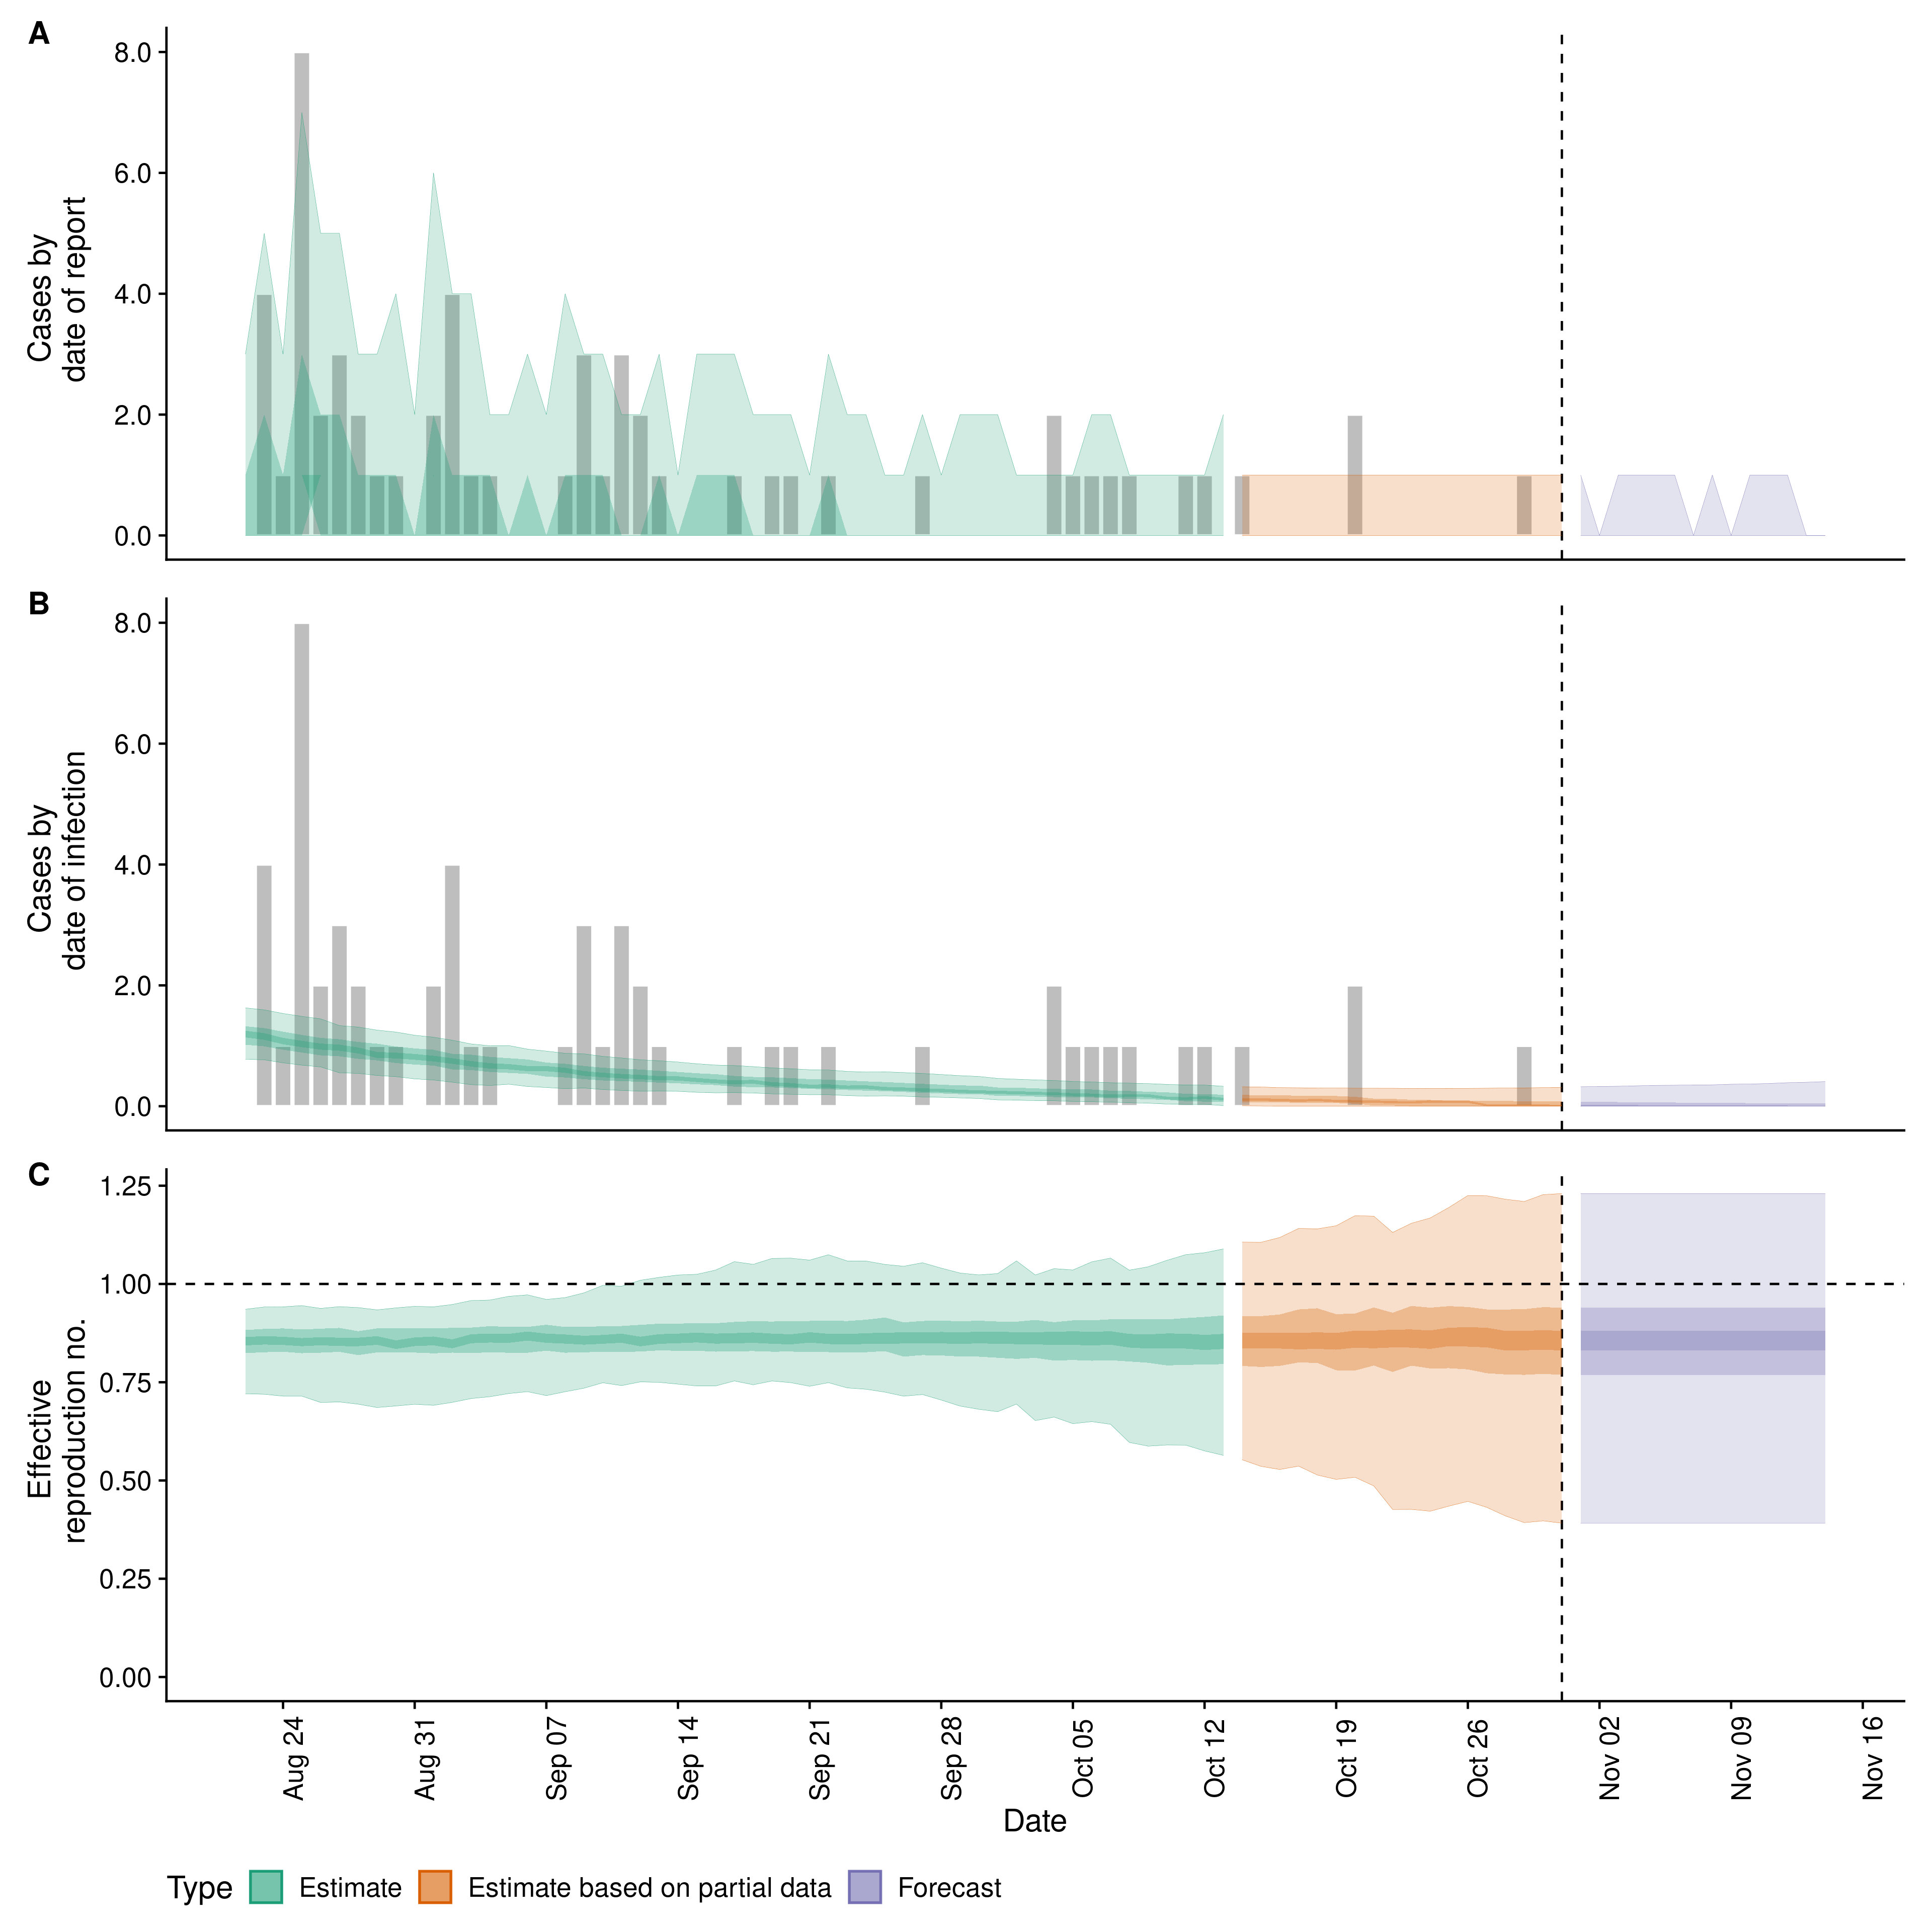 A
8.0
6.0
4.0
2.0
0.0
Cases by
date of report
B
8.0
6.0
4.0
2.0
0.0
Cases by
date of infection
C
1.25
1.00
0.75
0.50
0.25
0.00
Effective
reproduction no.
Aug 24
Aug 31
Sep 07
Sep 14
Sep 21
Sep 28
Oct 05
Oct 12
Oct 19
Oct 26
Nov 02
Nov 09
Nov 16
Date
Type Estimate Estimate based on partial data Forecast